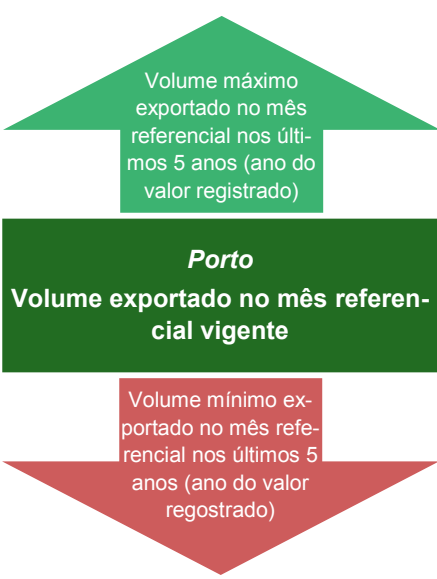 Volume máximo
exportado no mês
referencial nos últi-
mos 5 anos (ano do
valor registrado)
Porto
Volume exportado no mês referen-
cial vigente
Volume mínimo ex-
portado no mês refe-
rencial nos últimos 5
anos (ano do valor
regostrado)